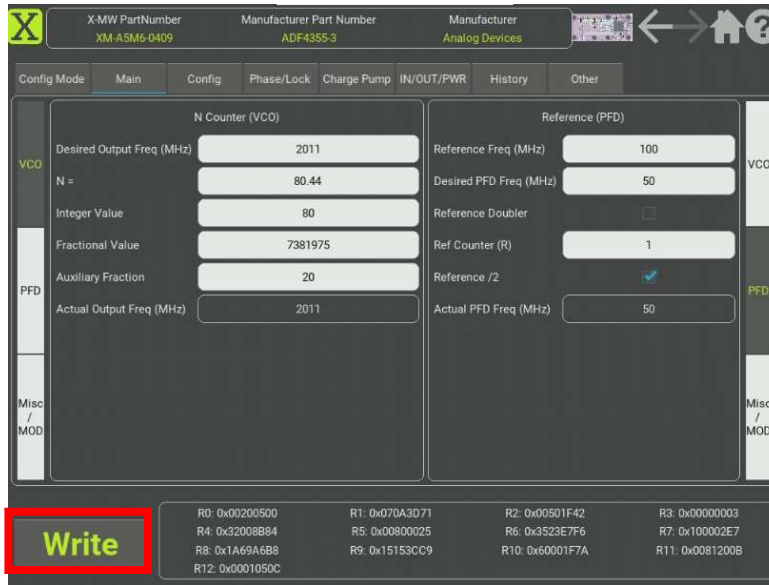 X
X-MW PartNumber
XM-A5M6-0409
Manufacturer Part Number
ADF4355-3
Manufacturer
Analog Devices
?
Config Mode Main Config Phase/Lock Charge Pump IN/OUT/PWR History Other
VCO
PFD
Misc
/
MOD
N Counter (VCO)
Desired Output Freq (MHz) 2011
N = 80.44
Integer Value 80
Fractional Value 7381975
Auxiliary Fraction 20
Actual Output Freq (MHz) 2011
Reference (PFD)
Reference Freq (MHz) 100
Desired PFD Freq (MHz) 50
Reference Doubler
Ref Counter (R) 1
Reference /2
Actual PFD Freq (MHz) 50
VCO
PFD
Misc
/
MOD
Write
R0: 0x00200500 R1: 0x070A3D71 R2: 0x00501F42 R3: 0x00000003
R4: 0x32008B84 R5: 0x00800025 R6: 0x3523E7F6 R7: 0x100002E7
R8: 0x1A69A6B8 R9: 0x15153CC9 R10: 0x60001F7A R11: 0x0081200B
R12: 0x0001050C